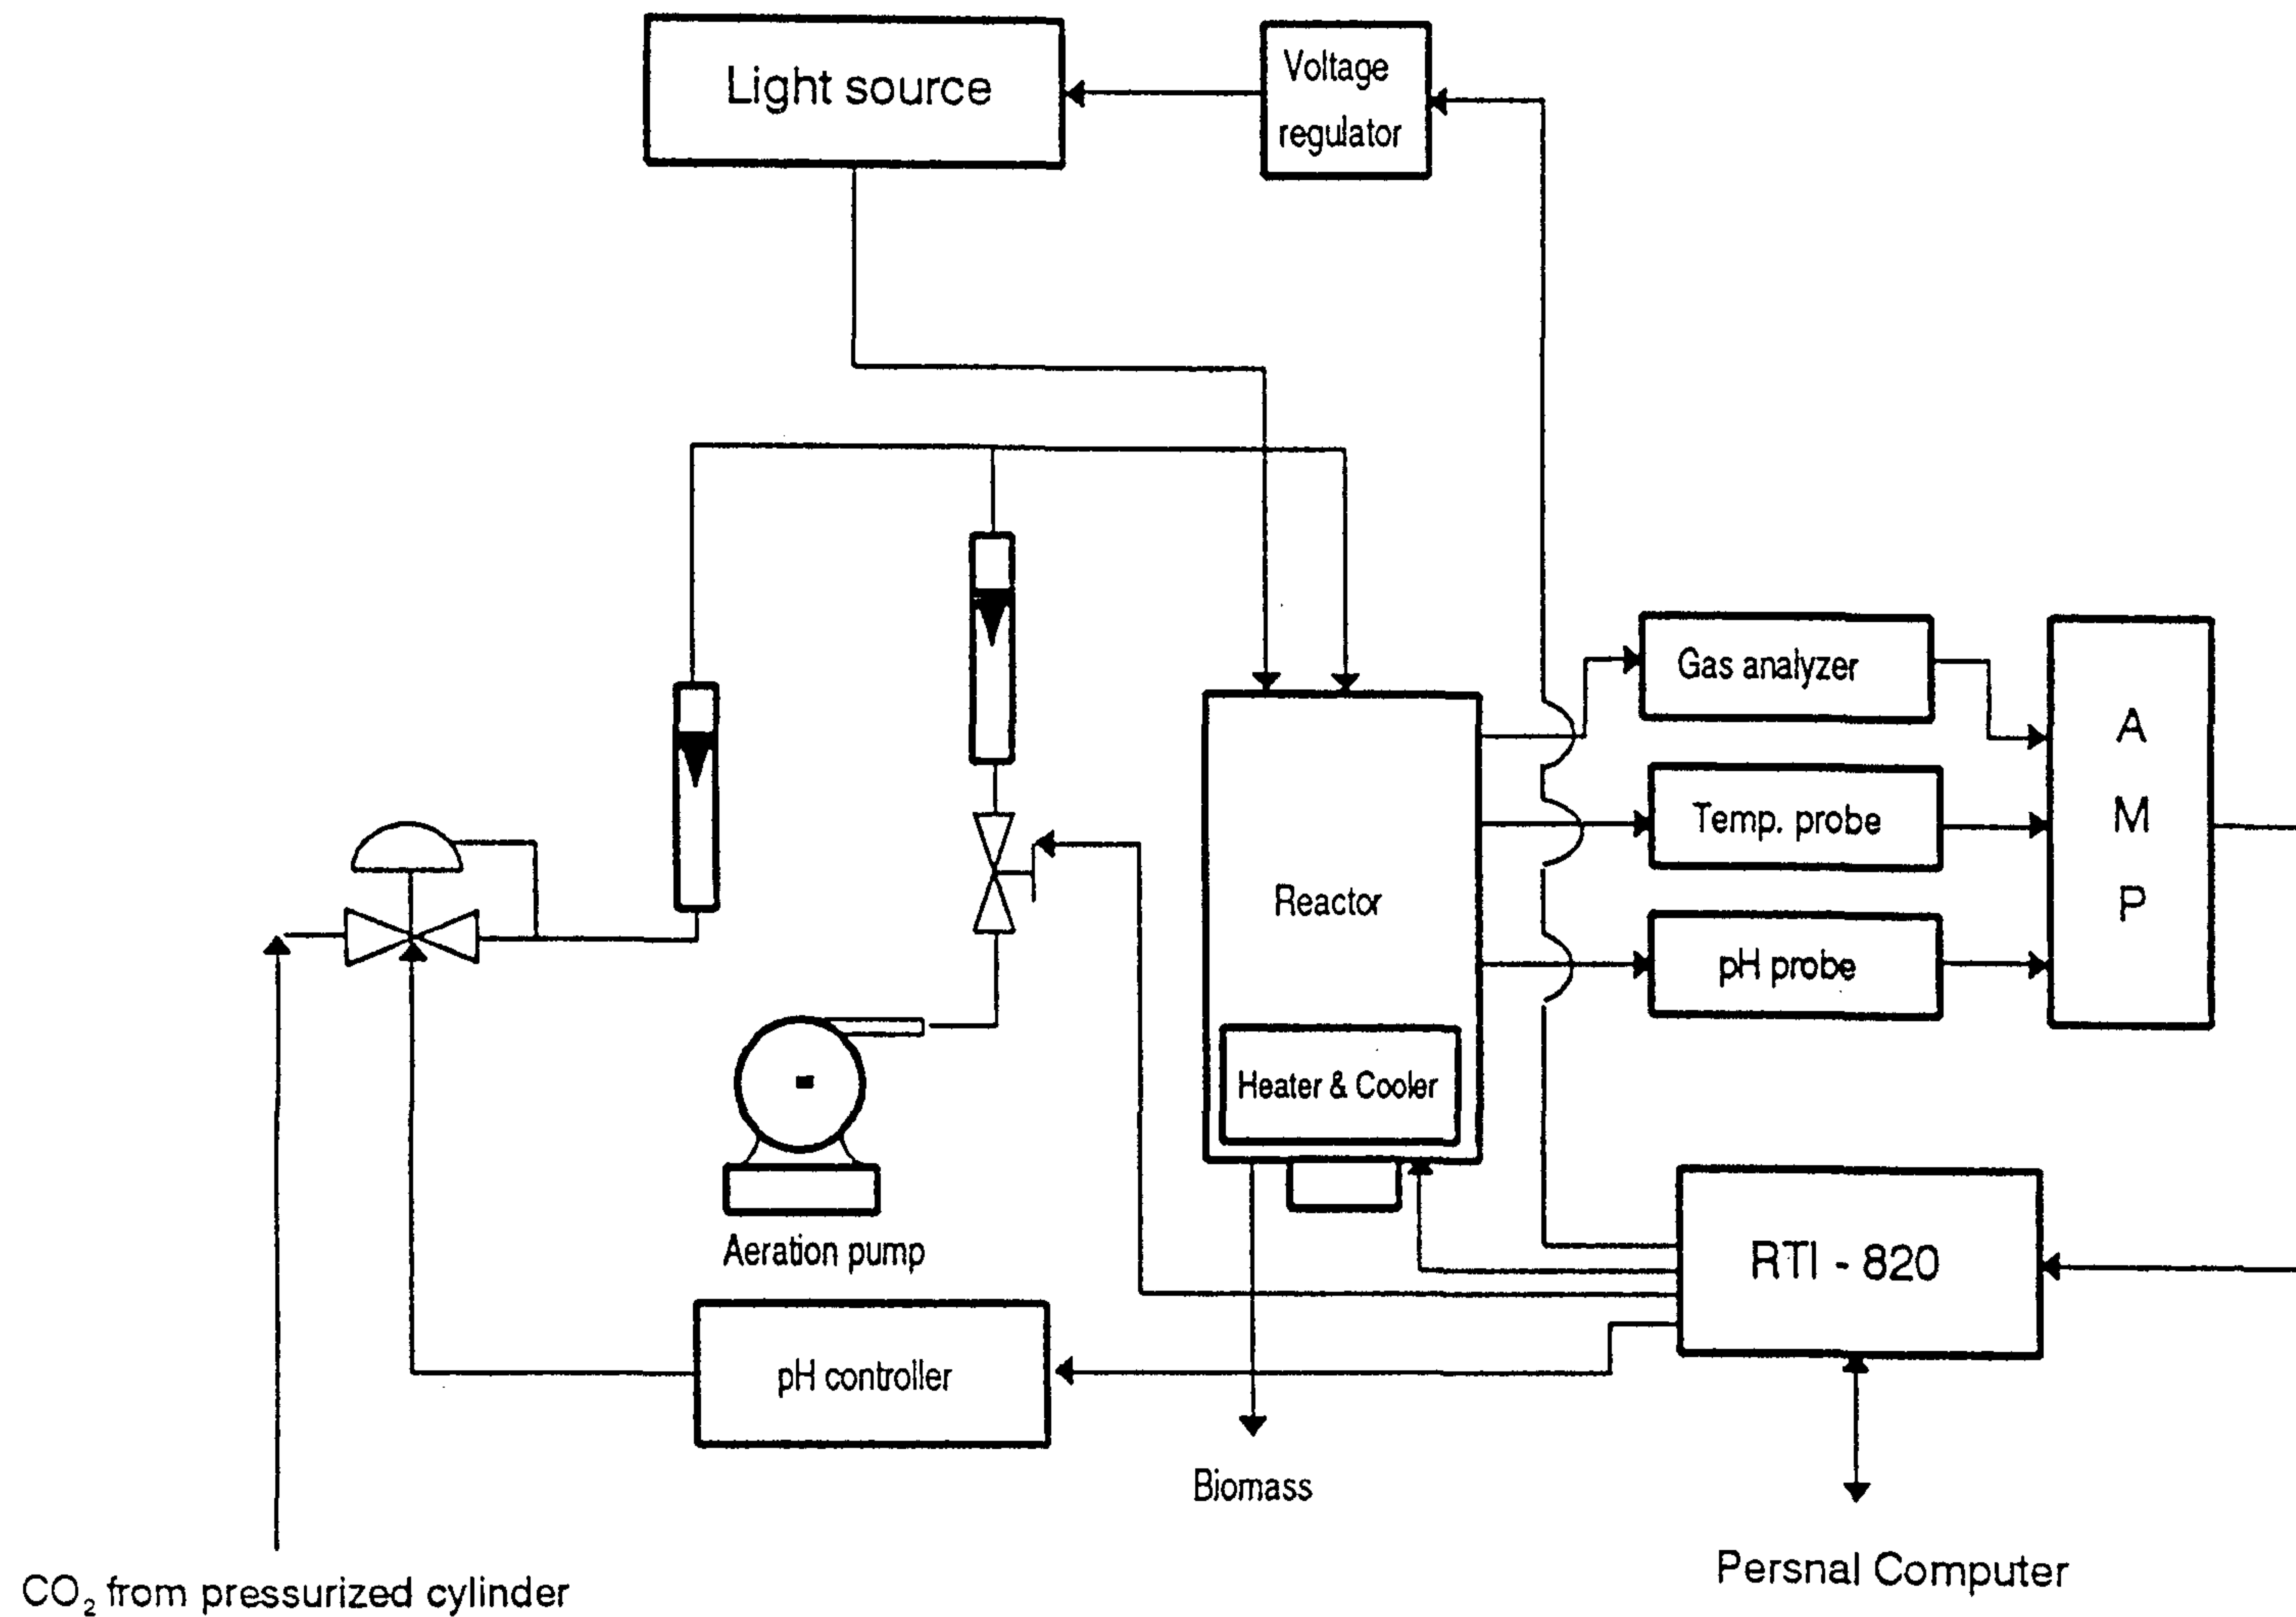 Light source
Voltage
regulator
Gas analyzer
Temp. probe
pH probe
A
M
P
Reactor
Heater & Cooler
Aeration pump
RTI - 820
pH controller
Biomass
Persnal Computer
CO₂ from pressurized cylinder